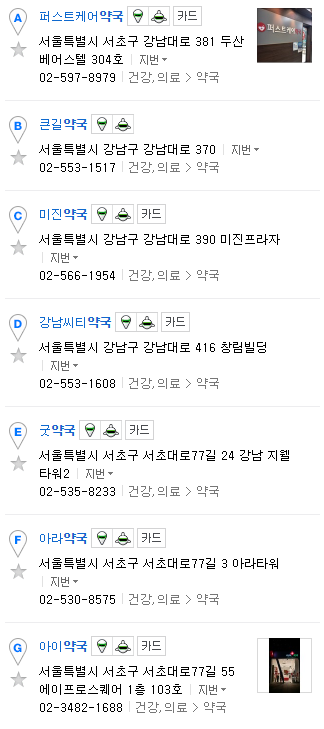 A 퍼스트케어약국 카드
서울특별시 서초구 강남대로 381 두산
베어스텔 304호 지번
02-597-8979 건강,의료 > 약국
퍼스트케어
B 큰길약국
서울특별시 강남구 강남대로 370 지번
02-553-1517 건강,의료 > 약국
C 미진약국 카드
서울특별시 강남구 강남대로 390 미진프라자
지번
02-566-1954 건강,의료 > 약국
D 강남씨티약국 카드
서울특별시 강남구 강남대로 416 창림빌딩
지번
02-553-1608 건강,의료 > 약국
E 굿약국 카드
서울특별시 서초구 서초대로77길 24 강남 지웰
타워2 지번
02-535-8233 건강,의료 > 약국
F 아라약국 카드
서울특별시 서초구 서초대로77길 3 아라타워
지번
02-530-8575 건강,의료 > 약국
G 아이약국 카드
서울특별시 서초구 서초대로77길 55
에이프로스퀘어 1층 103호 지번
02-3482-1688 건강,의료 > 약국